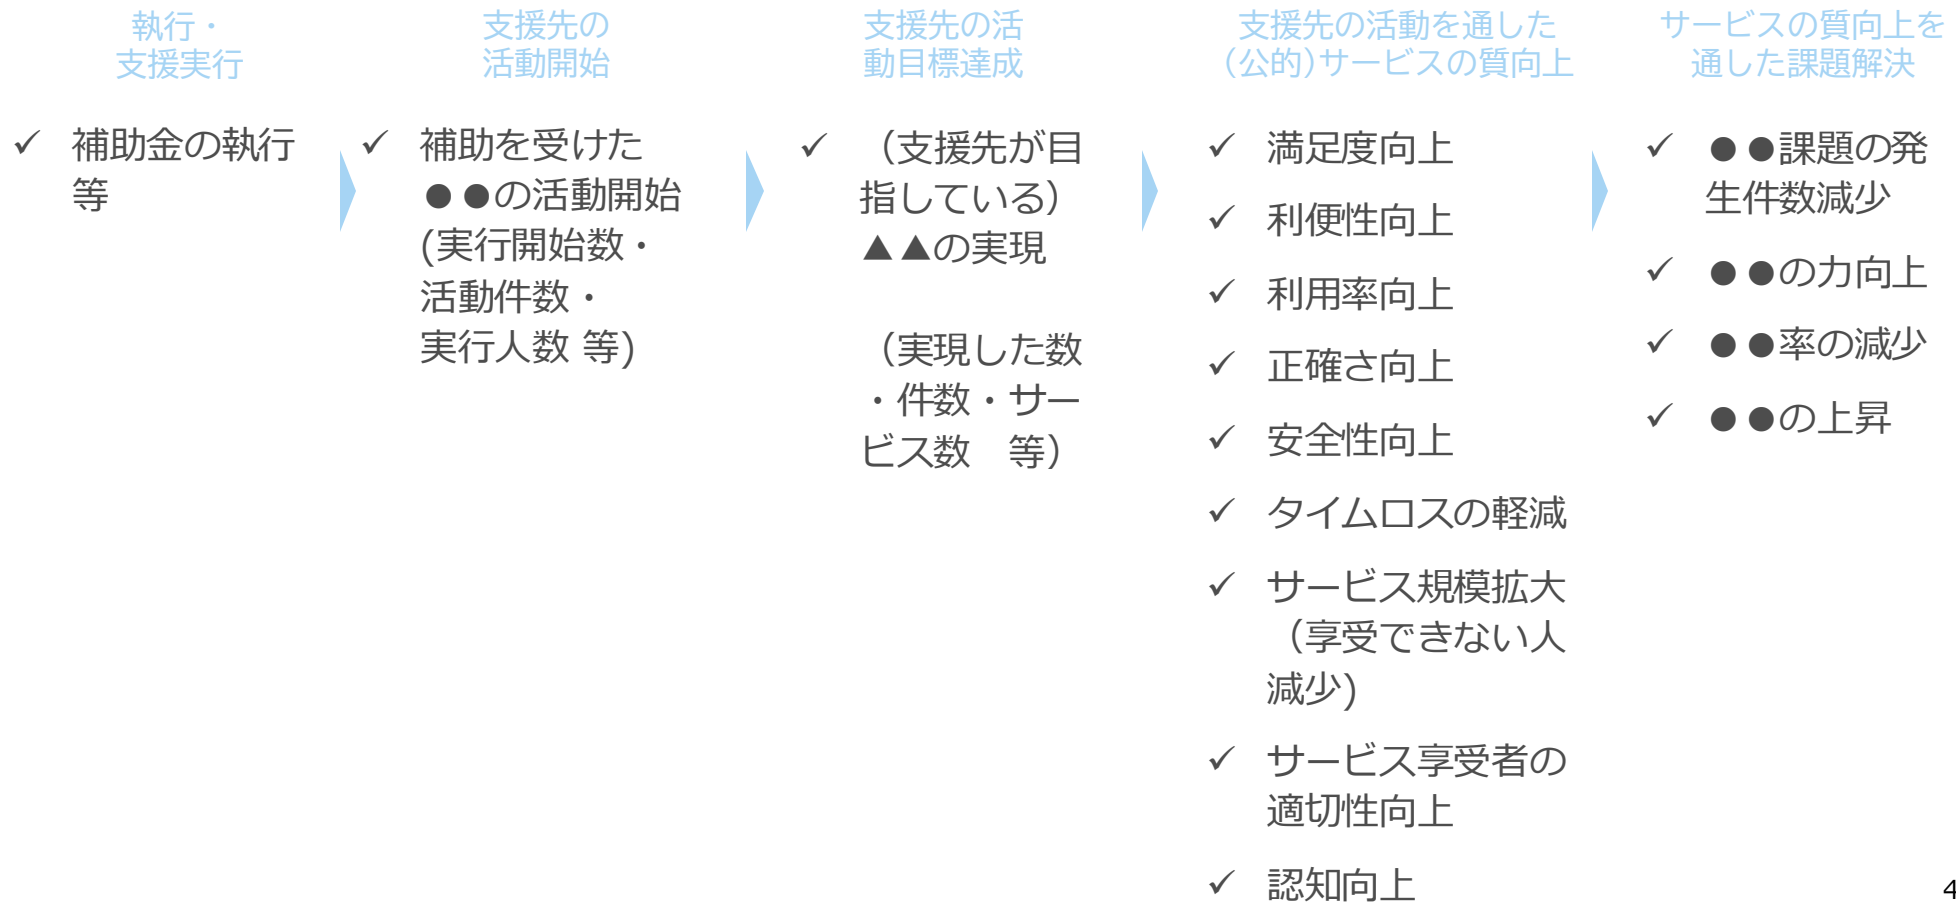 執行・
支援実行
支援先の
活動開始
支援先の活
動目標達成
支援先の活動を通した
(公的)サービスの質向上
サービスの質向上を
通した課題解決
✓ 補助金の執行
等
✓ 補助を受けた
●●の活動開始
(実行開始数・
活動件数・
実行人数 等)
✓ （支援先が目
指している）
▲▲の実現
（実現した数
・件数・サー
ビス数　等）
✓ 満足度向上
✓ 利便性向上
✓ 利用率向上
✓ 正確さ向上
✓ 安全性向上
✓ タイムロスの軽減
✓ サービス規模拡大
（享受できない人
減少)
✓ サービス享受者の
適切性向上
✓ 認知向上
✓ ●●課題の発
生件数減少
✓ ●●の力向上
✓ ●●率の減少
✓ ●●の上昇
4